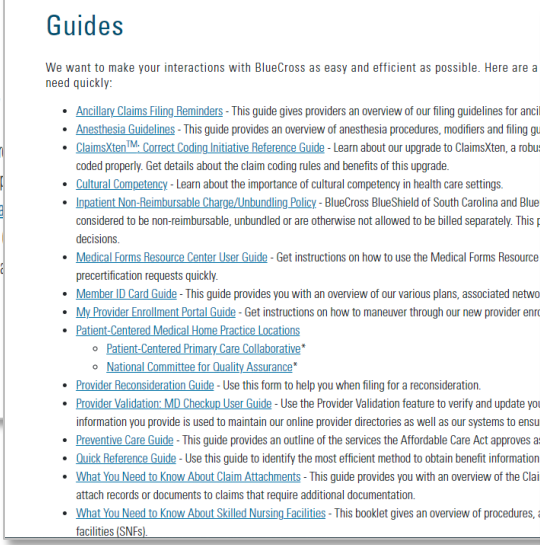 Guides
We want to make your interactions with BlueCross as easy and efficient as possible. Here are a
need quickly:
Ancillary Claims Filing Reminders - This guide gives providers an overview of our filing guidelines for
Anesthesia Guidelines - This guide provides an overview of anesthesia procedures, modifiers and filing
ClaimsXten™: Correct Coding Initiative Reference Guide - Learn about our upgrade to ClaimsXten, a
coded properly. Get details about the claim coding rules and benefits of this upgrade.
Cultural Competency - Learn about the importance of cultural competency in health care settings.
Inpatient Non-Reimbursable Charge/Unbundling Policy - BlueCross BlueShield of South Carolina and Blue
considered to be non-reimbursable, unbundled or are otherwise not allowed to be billed separately. This
decisions.
Medical Forms Resource Center User Guide - Get instructions on how to use the Medical Forms Resource
precertification requests quickly.
Member ID Card Guide - This guide provides you with an overview of our various plans, associated
My Provider Enrollment Portal Guide - Get instructions on how to maneuver through our new provider
Patient-Centered Medical Home Practice Locations
Patient-Centered Primary Care Collaborative*
National Committee for Quality Assurance*
Provider Reconsideration Guide - Use this form to help you when filing for a reconsideration.
Provider Validation: MD Checkup User Guide - Use the Provider Validation feature to verify and update
information you provide is used to maintain our online provider directories as well as our systems to
Preventive Care Guide - This guide provides an outline of the services the Affordable Care Act approves
Quick Reference Guide - Use this guide to identify the most efficient method to obtain benefit information
What You Need to Know About Claim Attachments - This guide provides you with an overview of the
attach records or documents to claims that require additional documentation.
What You Need to Know About Skilled Nursing Facilities - This booklet gives an overview of procedures,
facilities (SNFs).